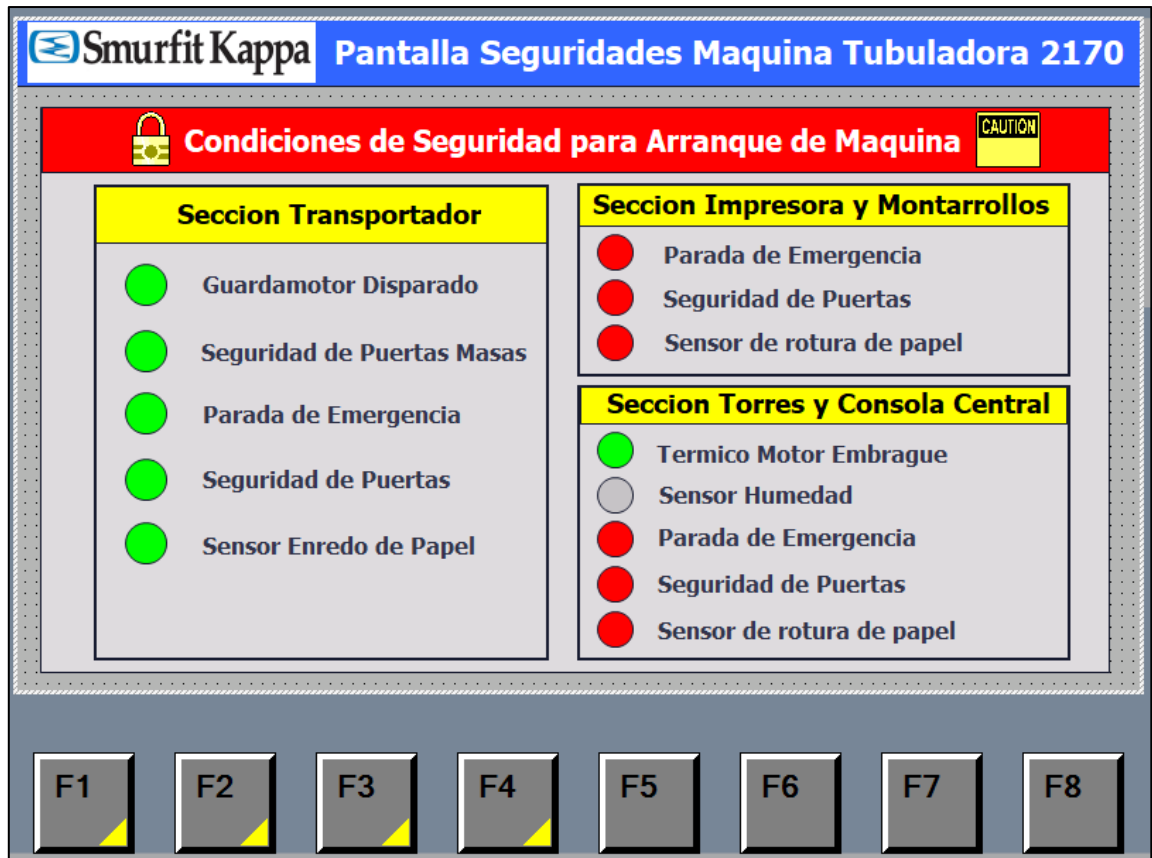 Smurfit Kappa Pantalla Seguridades Maquina Tubuladora 2170
Condiciones de Seguridad para Arranque de Maquina CAUTION
Seccion Transportador
Guardamotor Disparado
Seguridad de Puertas Masas
Parada de Emergencia
Seguridad de Puertas
Sensor Enredo de Papel
Seccion Impresora y Montarrollos
Parada de Emergencia
Seguridad de Puertas
Sensor de rotura de papel
Seccion Torres y Consola Central
Termico Motor Embrague
Sensor Humedad
Parada de Emergencia
Seguridad de Puertas
Sensor de rotura de papel
F1 F2 F3 F4 F5 F6 F7 F8